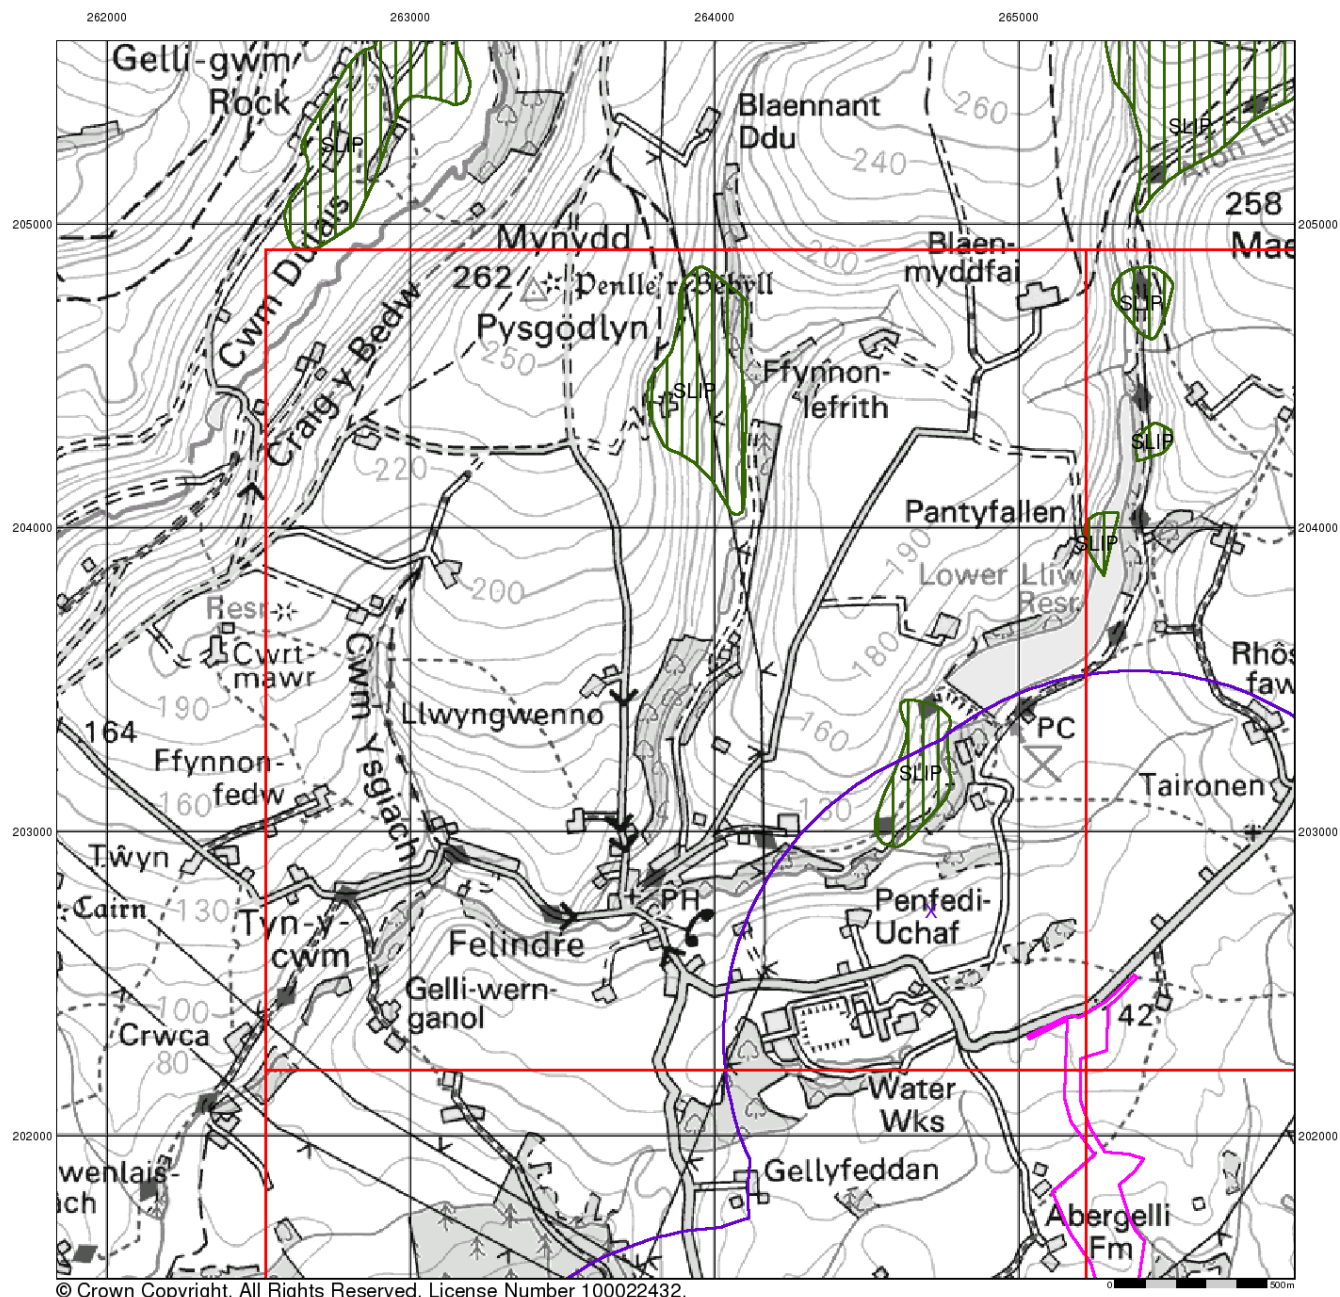 262000
263000
264000
265000
Gelli-gwm
Rock
SLIP
Blaennant
Ddu
260
240
SLIP
258
205000
205000
Cwm Dulais
Mynydd
262
Penlle'r Bebyll
Pysgodlyn
250
200
Blaen-
myddfai
Craig y Bedw
SLIP
SLIP
Ffynnon-
lefrith
SLIP
220
204000
204000
Pantyfallen
SLIP
190
Lower Lliw
Resr
200
Resr
Cwrt-
mawr
Cwm Ysgiach
180
Rhôs
faw
190
164
Llwyngwenno
160
PC
Ffynnon-
fedw
160
SLIP
Taironen
130
203000
203000
Twŷn
Cairn
130
Tyn-y-
cwm
PH
Penfedi-
Uchaf
X
Felindre
Gelli-wern-
ganol
100
Crwca
80
42
Water
Wks
202000
202000
wenlais-
ach
Gellyfeddan
Abergelli
Fm
0
500m
© Crown Copyright. All Rights Reserved. License Number 100022432.